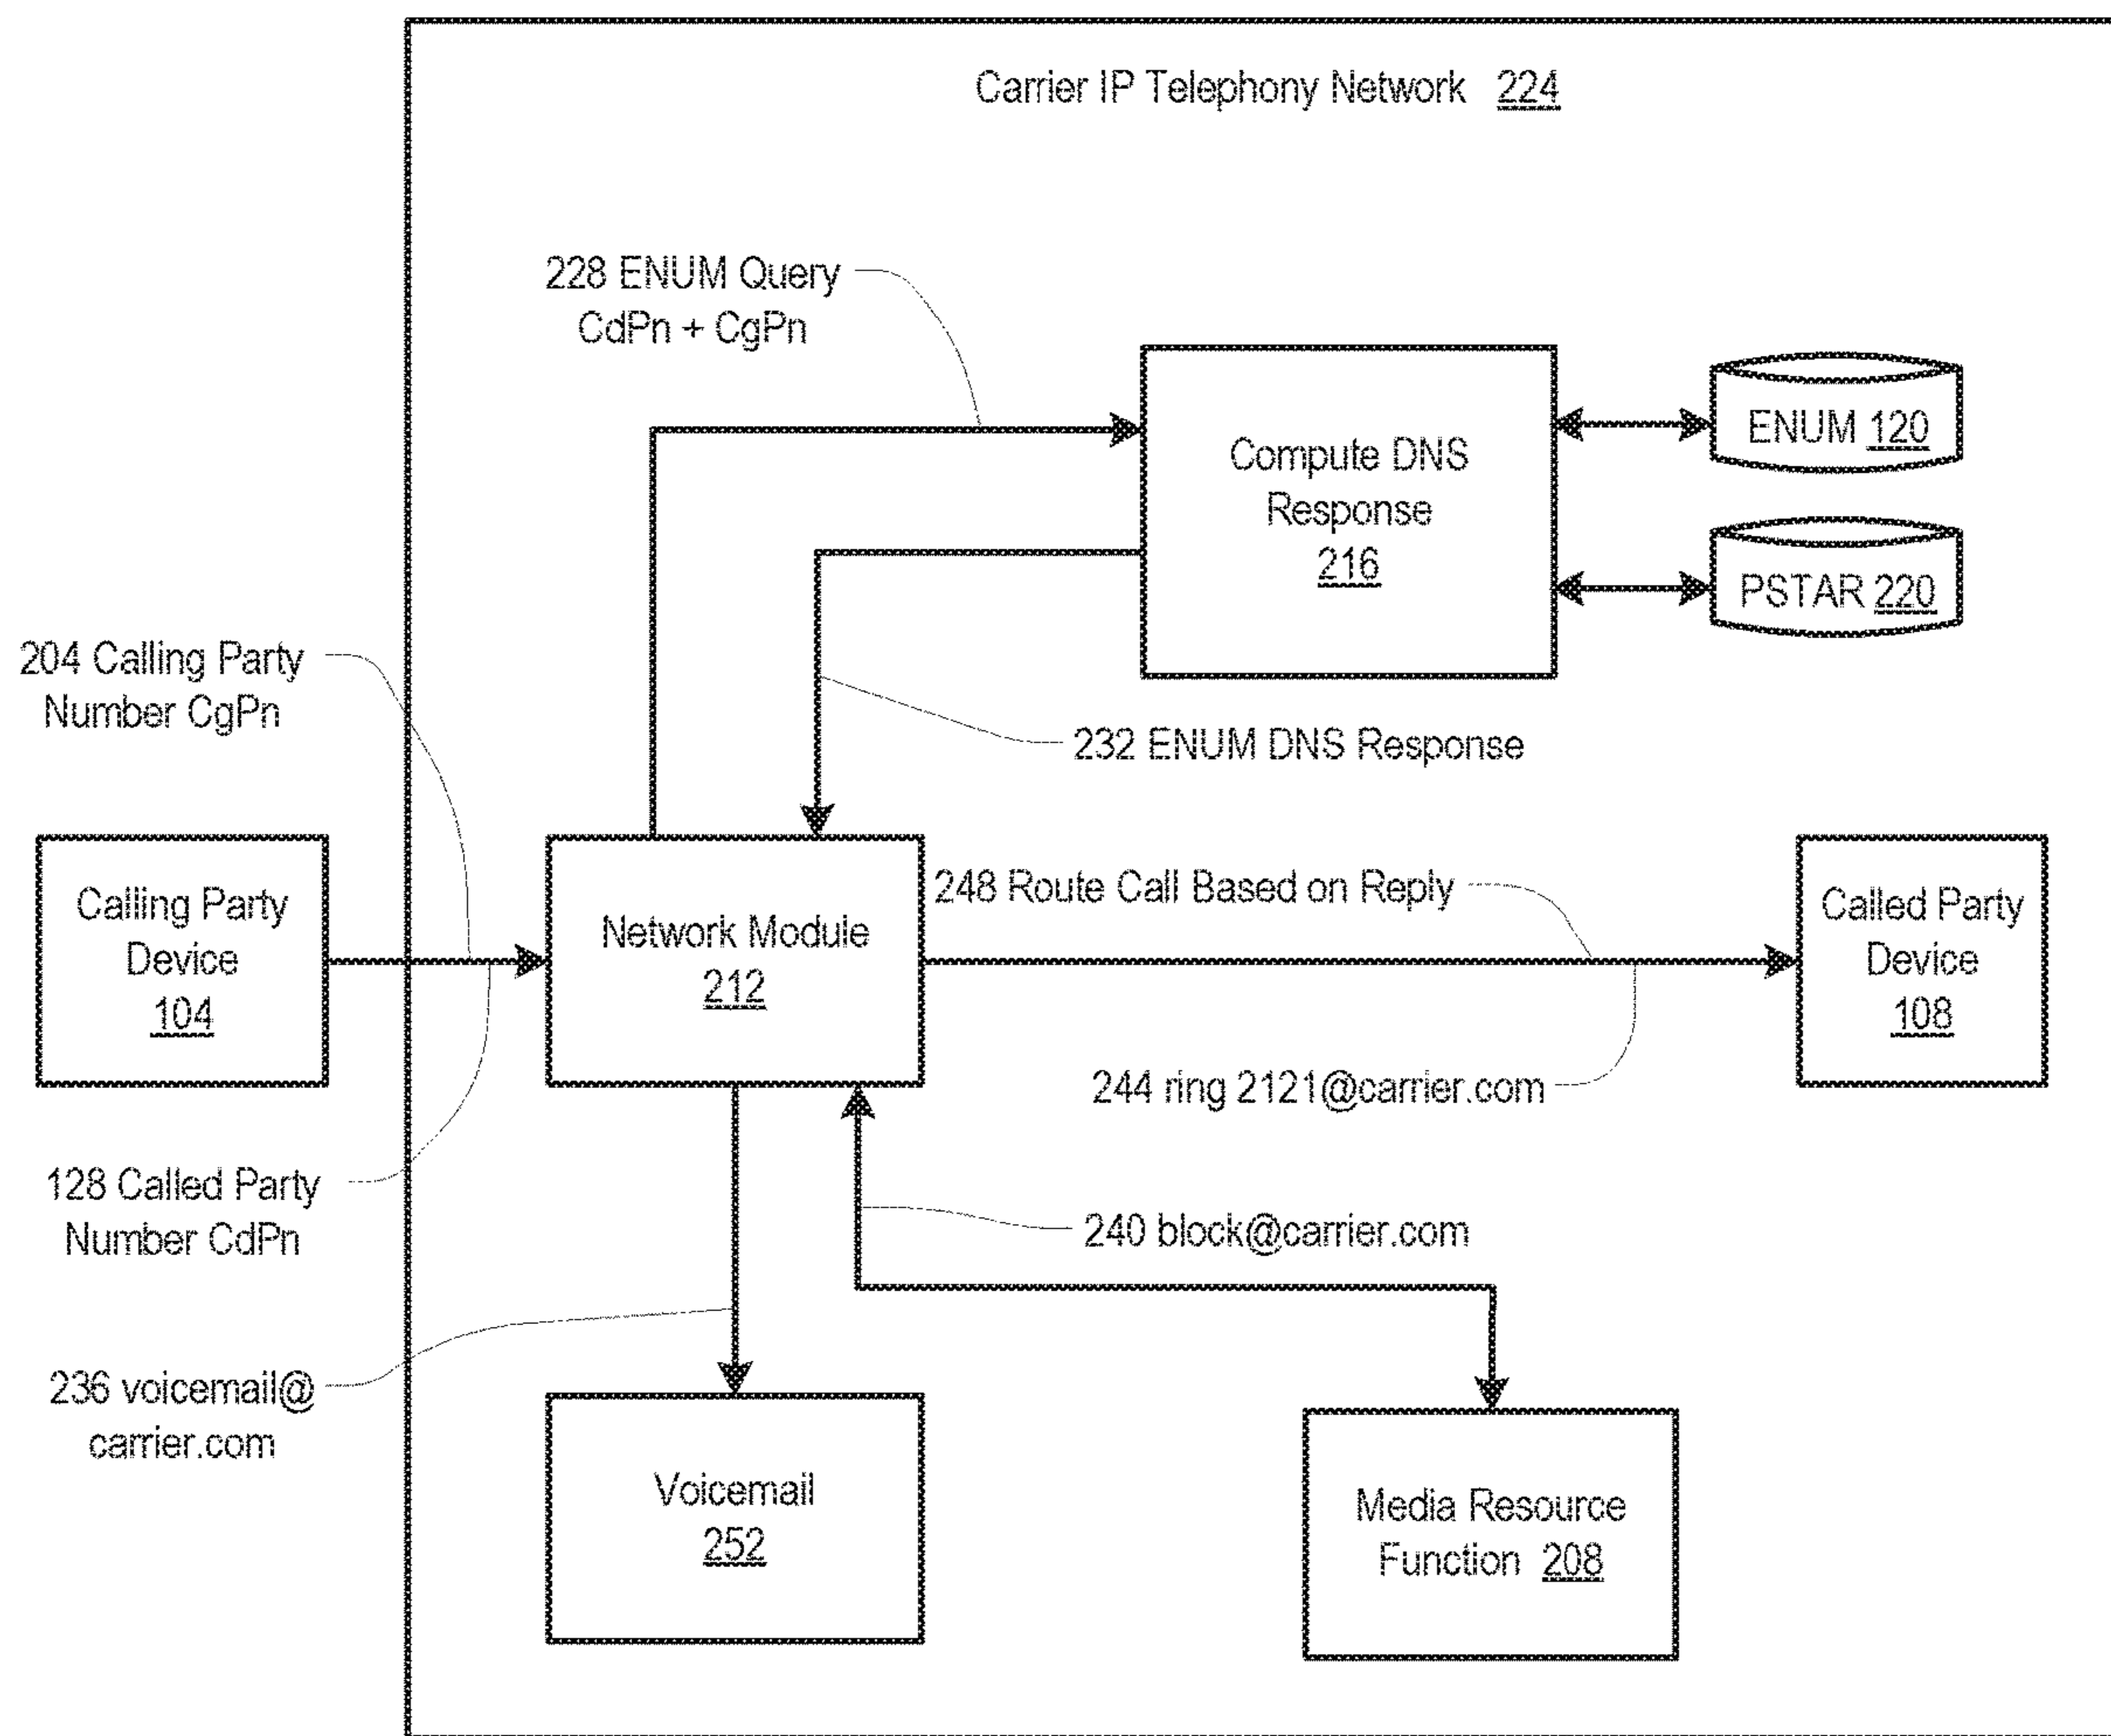 Carrier IP Telephony Network 224
228 ENUM Query
CdPn + CgPn
Compute DNS
Response
216
ENUM 120
PSTAR 220
204 Calling Party
Number CgPn
232 ENUM DNS Response
Calling Party
Device
104
Network Module
212
248 Route Call Based on Reply
Called Party
Device
108
244 ring 2121@carrier.com
128 Called Party
Number CdPn
240 block@carrier.com
236 voicemail@
carrier.com
Voicemail
252
Media Resource
Function 208